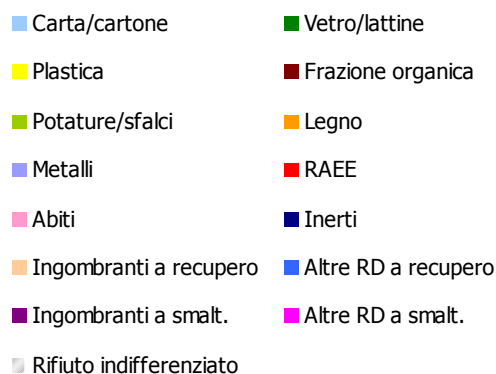 Carta/cartone Vetro/lattine
Plastica Frazione organica
Potature/sfalci Legno
Metalli RAEE
Abiti Inerti
Ingombranti a recupero Altre RD a recupero
Ingombranti a smalt. Altre RD a smalt.
Rifiuto indifferenziato